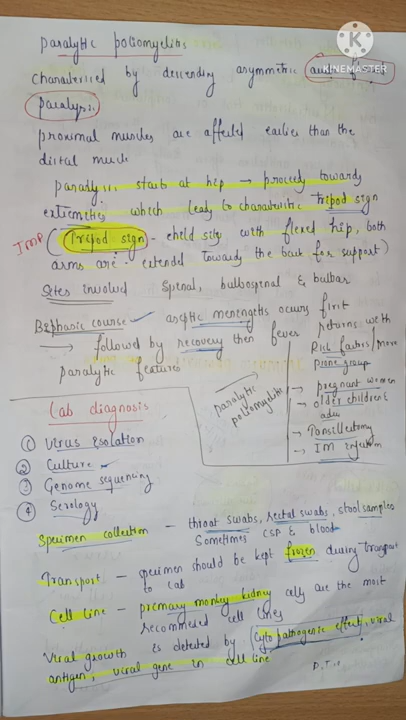 KINEMASTER
paralytic poliomyelitis
characterised by descending asymmetric
paralysis
proximal muscles are affected earlier than the
distal muscle
paralysis starts at hip → proceed towards
extremities which leads to characteristic tripod sign
IMP (Tripod sign - child sits with flexed hip, both
arms are extended towards the back for support)
Sites involved Spinal, bulbospinal & bulbar
Biphasic course aseptic meningitis occurs first
→ followed by recovery then fever returns with
paralytic features
Risk factors / more
prone group
→ pregnant women
→ older children &
→ Tonsillectomy
→ IM injection
paralytic
poliomyelitis
Lab diagnosis
① Virus isolation
② Culture
③ Genome sequencing
④ Serology
Specimen collection - throat swabs, rectal swabs, stool samples
Sometimes CSF & blood
Transport - specimen should be kept frozen during transport
to lab
Cell line - primary monkey kidney cells are the most
recommended cell lines
Viral growth is detected by cytopathogenic effects, viral
antigen, viral gene in cell line
D.T.O